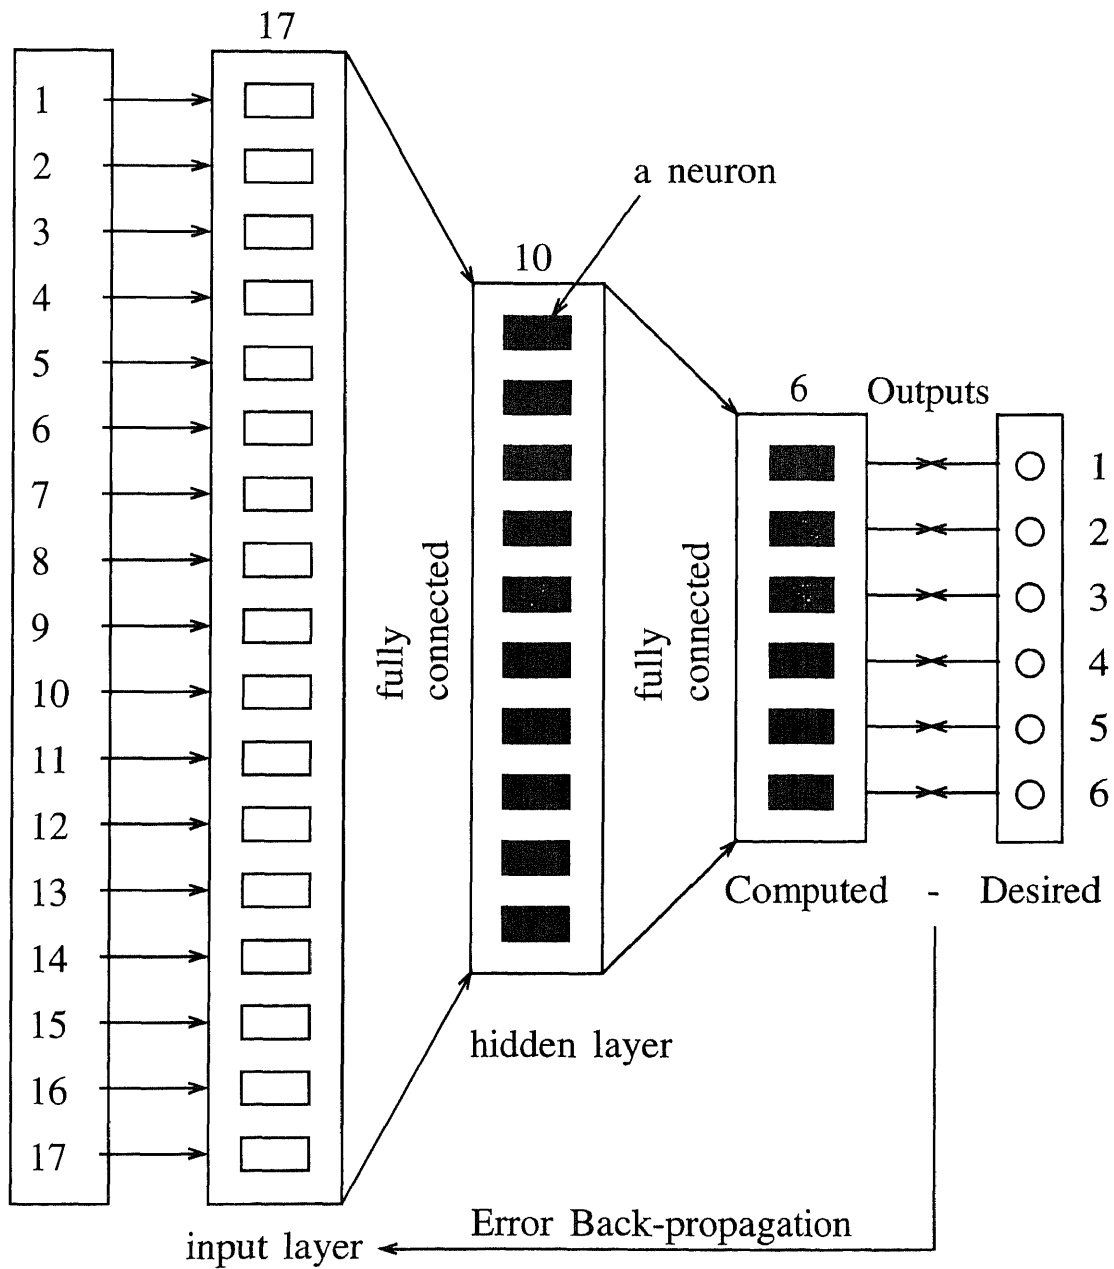 17
1
2
3
4
5
6
7
8
9
10
11
12
13
14
15
16
17
input layer
fully
connected
10
a neuron
hidden layer
fully
connected
6
Outputs
1
2
3
4
5
6
Computed - Desired
Error Back-propagation